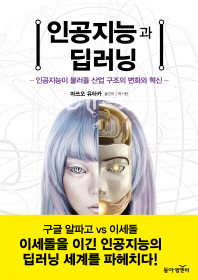 인공지능과
딥러닝
- 인공지능이 불러올 산업 구조의 변화와 혁신 -
마쓰오 유타카
구글 알파고 vs 이세돌
이세돌을 이긴 인공지능의
딥러닝 세계를 파헤치다!
동아엠앤비